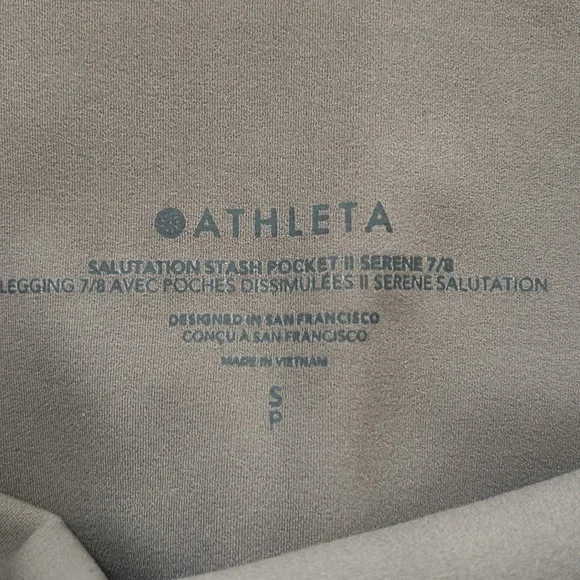 ATHLETA
SALUTATION STASH POCKET II SERENE 7/8
LEGGING 7/8 AVEC POCHES DISSIMULÉES II SERENE SALUTATION
DESIGNED IN SAN FRANCISCO
CONÇU À SAN FRANCISCO
MADE IN VIETNAM
S
P